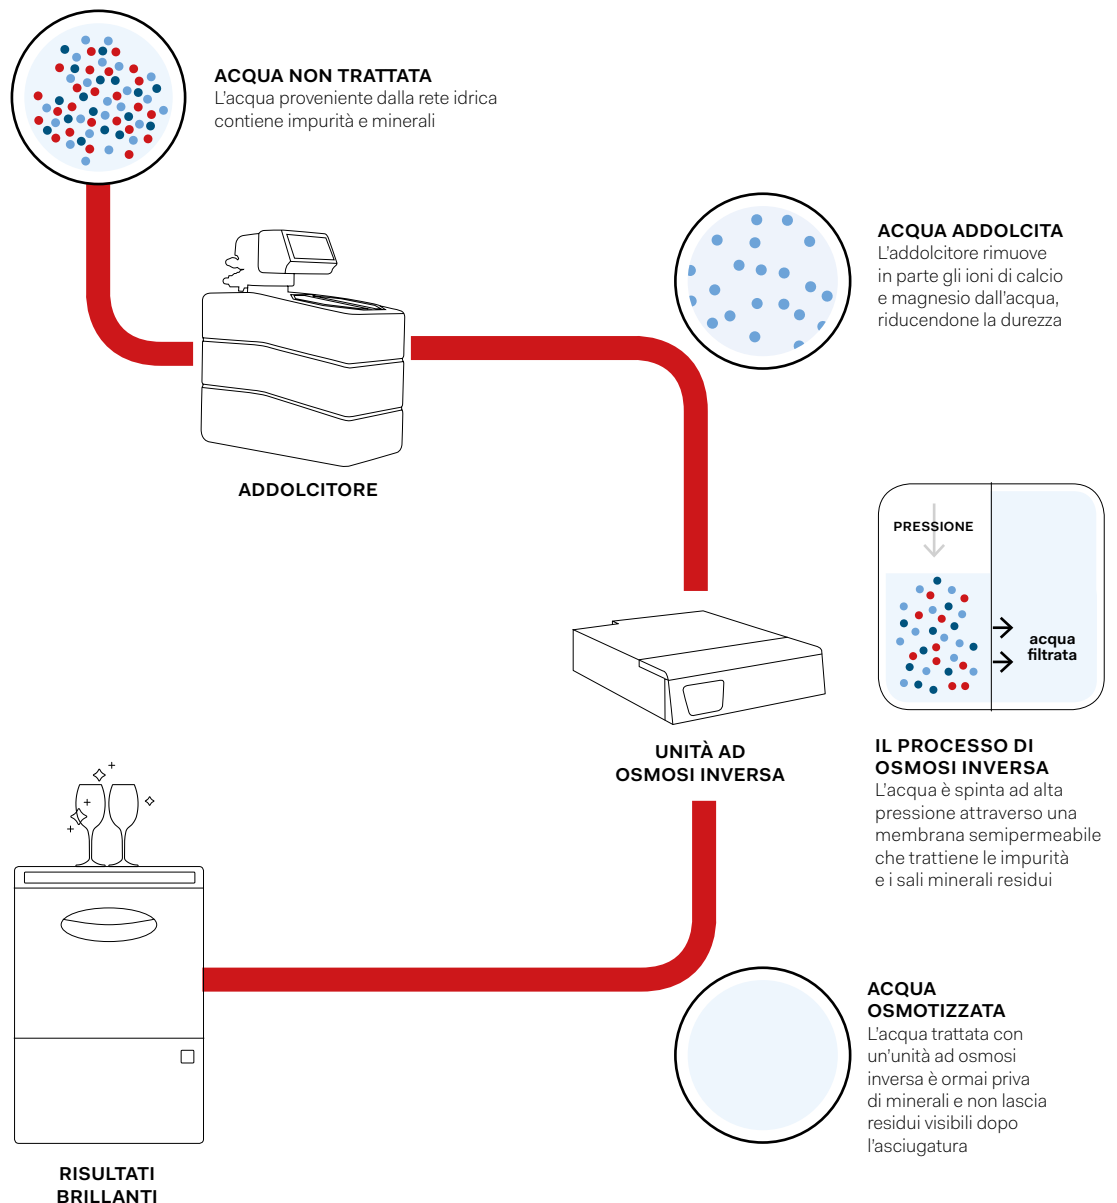 ACQUA NON TRATTATA
L'acqua proveniente dalla rete idrica
contiene impurità e minerali
ACQUA ADDOLCITA
L'addolcitore rimuove
in parte gli ioni di calcio
e magnesio dall'acqua,
riducendone la durezza
ADDOLCITORE
PRESSIONE
acqua
filtrata
UNITÀ AD
OSMOSI INVERSA
IL PROCESSO DI
OSMOSI INVERSA
L'acqua è spinta ad alta
pressione attraverso una
membrana semipermeabile
che trattiene le impurità
e i sali minerali residui
ACQUA
OSMOTIZZATA
L'acqua trattata con
un'unità ad osmosi
inversa è ormai priva
di minerali e non lascia
residui visibili dopo
l'asciugatura
RISULTATI
BRILLANTI